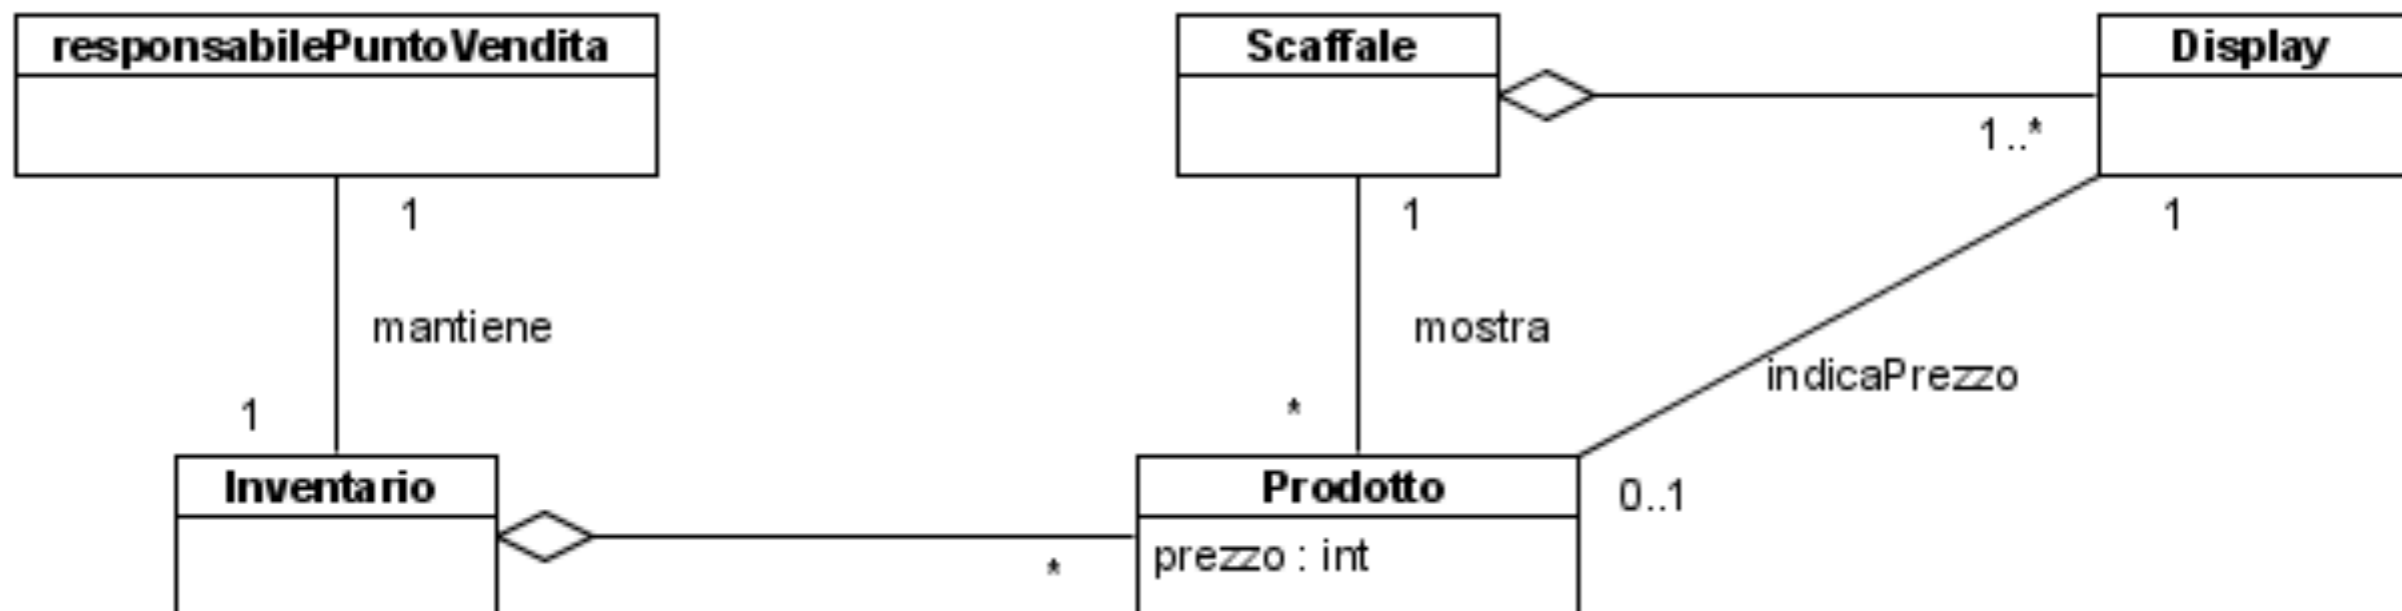 responsabilePuntoVendita
Scaffale
Display
1..*
1
1
1
mantiene
mostra
indicaPrezzo
1
*
Inventario
Prodotto
0..1
*
prezzo : int